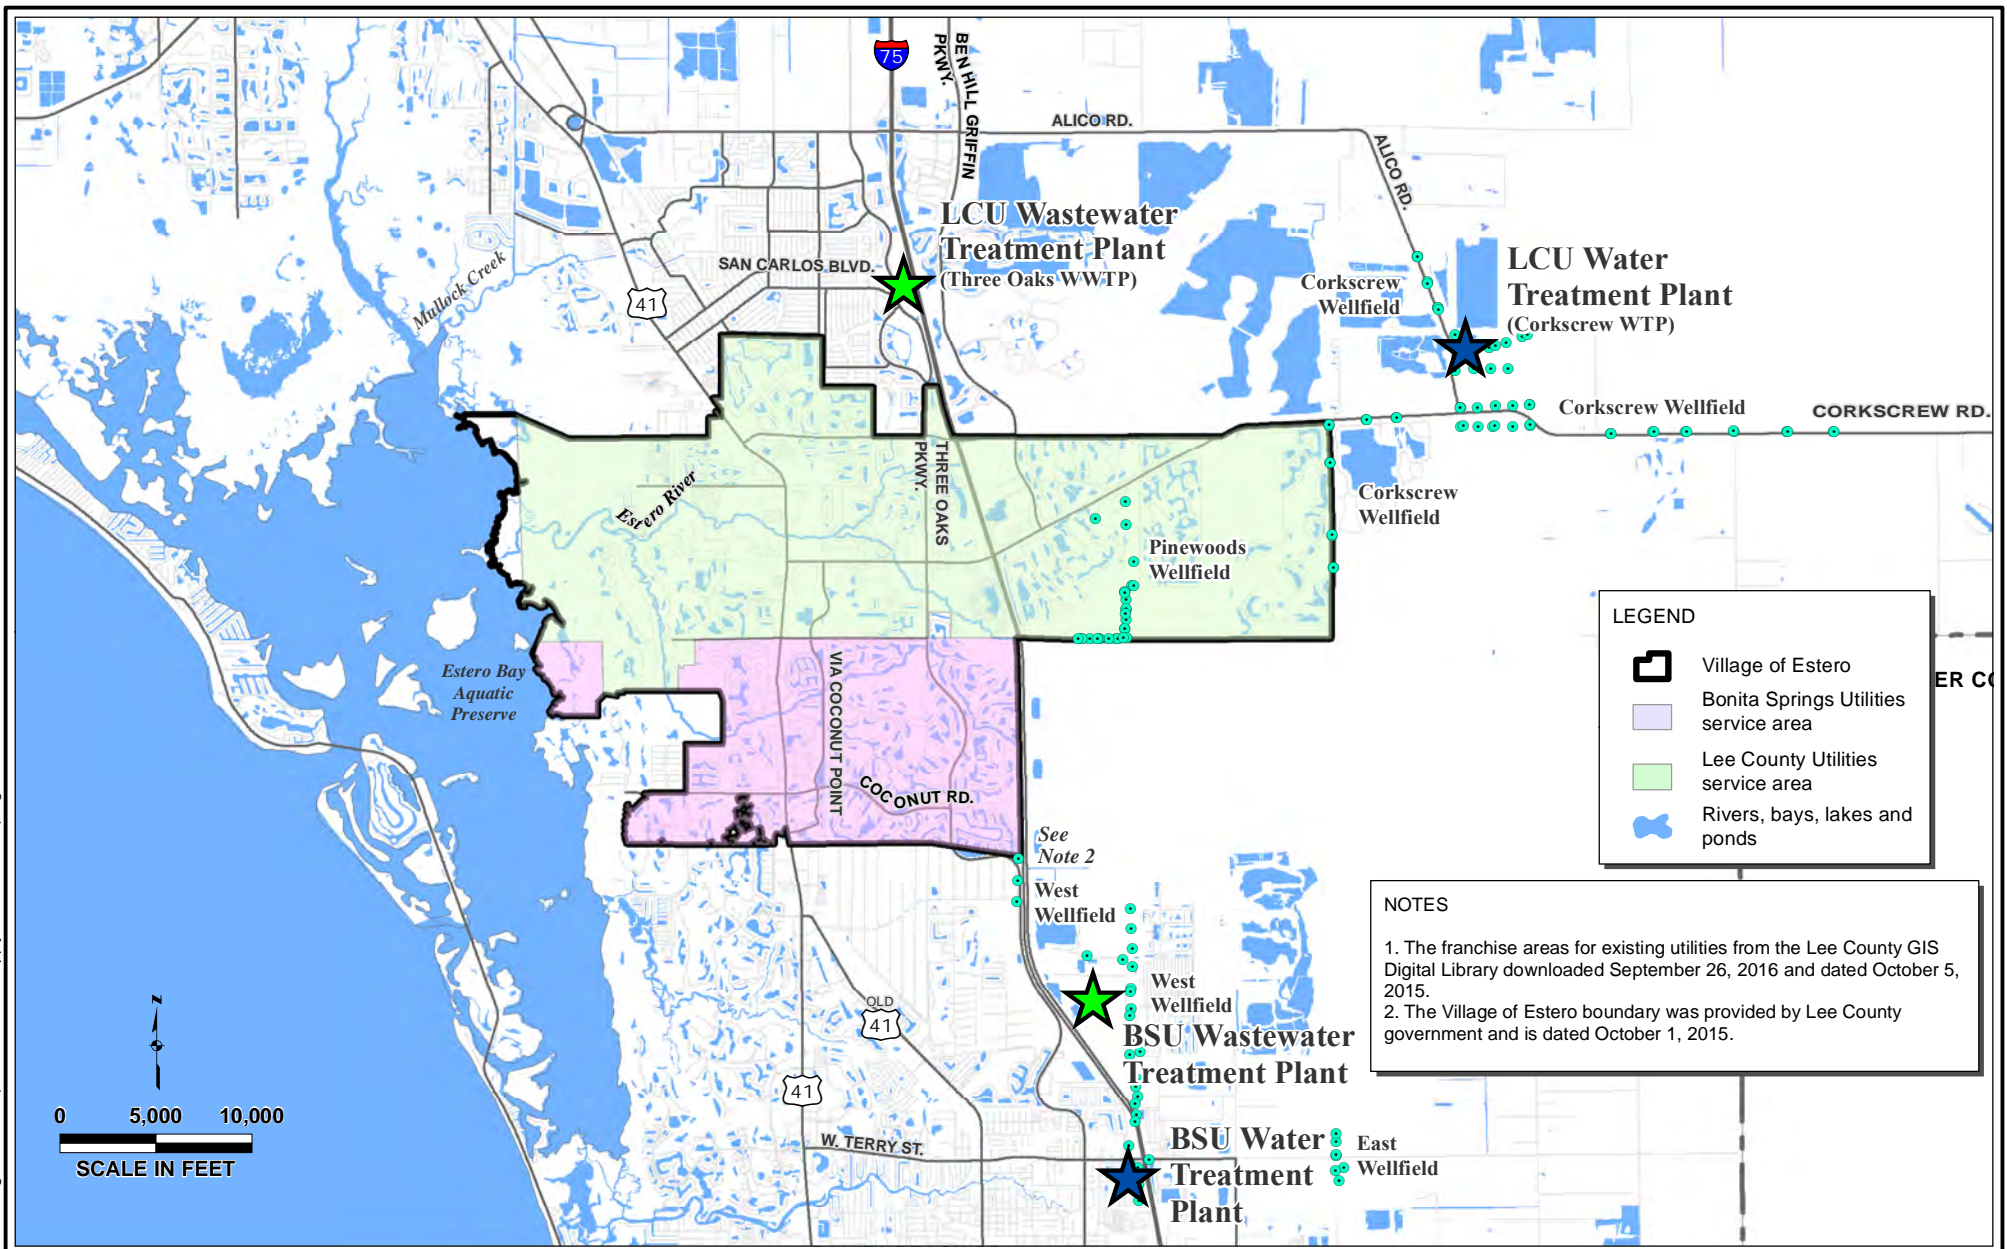 75
BEN HILL GRIFFIN
PKWY.
ALICO RD.
ALICO RD.
LCU Wastewater
Treatment Plant
(Three Oaks WWTP)
SAN CARLOS BLVD.
41
Mullock Creek
Corkscrew
Wellfield
LCU Water
Treatment Plant
(Corkscrew WTP)
Corkscrew Wellfield
CORKSCREW RD.
THREE OAKS
PKWY.
Estero River
Corkscrew
Wellfield
Pinewoods
Wellfield
Estero Bay
Aquatic
Preserve
VIA COCONUT POINT
COCONUT RD.
See
Note 2
West
Wellfield
West
Wellfield
BSU Wastewater
Treatment Plant
OLD
41
41
W. TERRY ST.
BSU Water
Treatment
Plant
East
Wellfield
LEGEND
Village of Estero
Bonita Springs Utilities
service area
Lee County Utilities
service area
Rivers, bays, lakes and
ponds
ER CO
NOTES
1. The franchise areas for existing utilities from the Lee County GIS
Digital Library downloaded September 26, 2016 and dated October 5,
2015.
2. The Village of Estero boundary was provided by Lee County
government and is dated October 1, 2015.
N
0 5,000 10,000
SCALE IN FEET